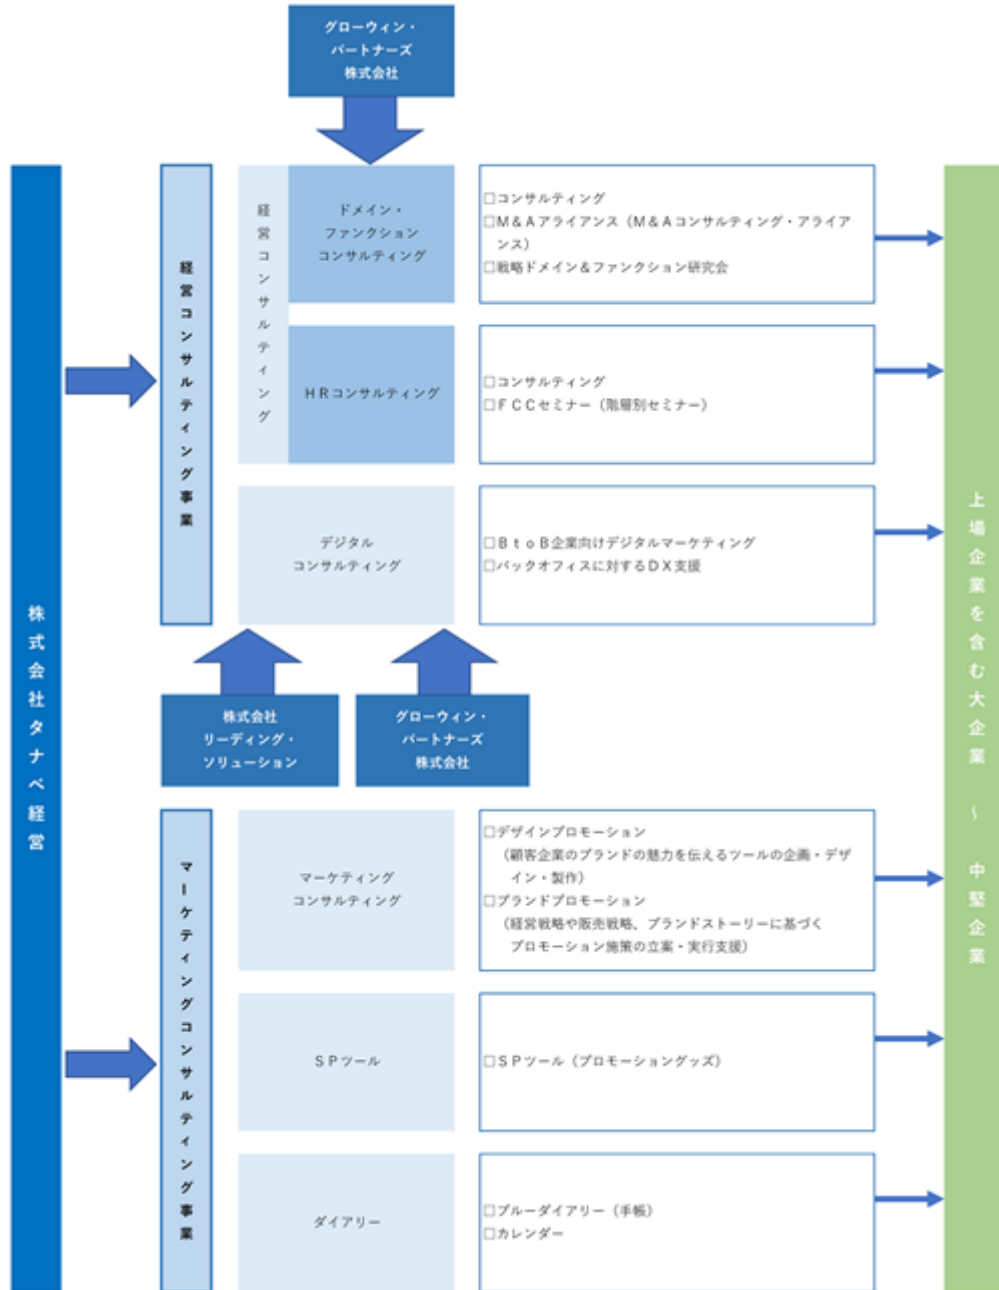 グローウィン・
パートナーズ
株式会社
株式会社タナベ経営
経営コンサルティング事業
経営コンサルティング
ドメイン・
ファンクション
コンサルティング
□コンサルティング
□M＆Aアライアンス（M＆Aコンサルティング・アライア
ンス）
□戦略ドメイン＆ファンクション研究会
HRコンサルティング
□コンサルティング
□ＦＣＣセミナー（階層別セミナー）
デジタル
コンサルティング
□ＢｔｏＢ企業向けデジタルマーケティング
□バックオフィスに対するＤＸ支援
上場企業を含む大企業　～　中堅企業
株式会社
リーディング・
ソリューション
グローウィン・
パートナーズ
株式会社
マーケティングコンサルティング事業
マーケティング
コンサルティング
□デザインプロモーション
（顧客企業のブランドの魅力を伝えるツールの企画・デザ
イン・製作）
□ブランドプロモーション
（経営戦略や販売戦略、ブランドストーリーに基づく
プロモーション施策の立案・実行支援）
ＳＰツール
□ＳＰツール（プロモーショングッズ）
ダイアリー
□ブルーダイアリー（手帳）
□カレンダー